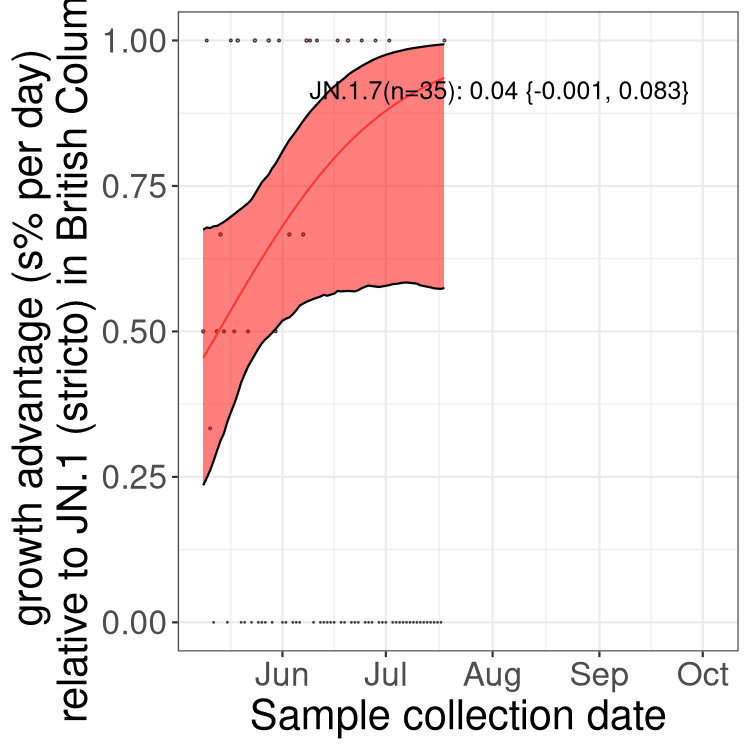 growth advantage (s% per day)
relative to JN.1 (stricto) in British Colum
1.00
0.75
0.50
0.25
0.00
JN.1.7(n=35): 0.04 {-0.001, 0.083}
Jun Jul Aug Sep Oct
Sample collection date